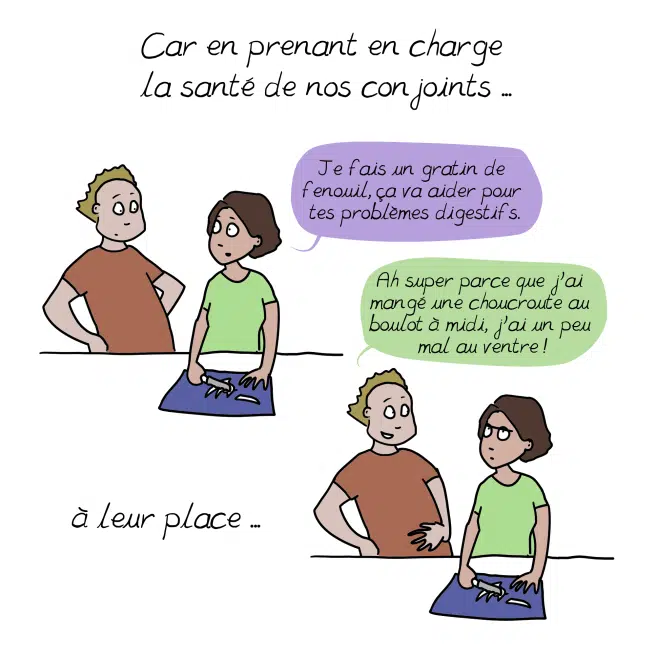 Car en prenant en charge
la santé de nos conjoints ...
Je fais un gratin de
fenouil, ça va aider pour
tes problèmes digestifs.
Ah super parce que j'ai
mangé une choucroute au
boulot à midi, j'ai un peu
mal au ventre !
à leur place ...